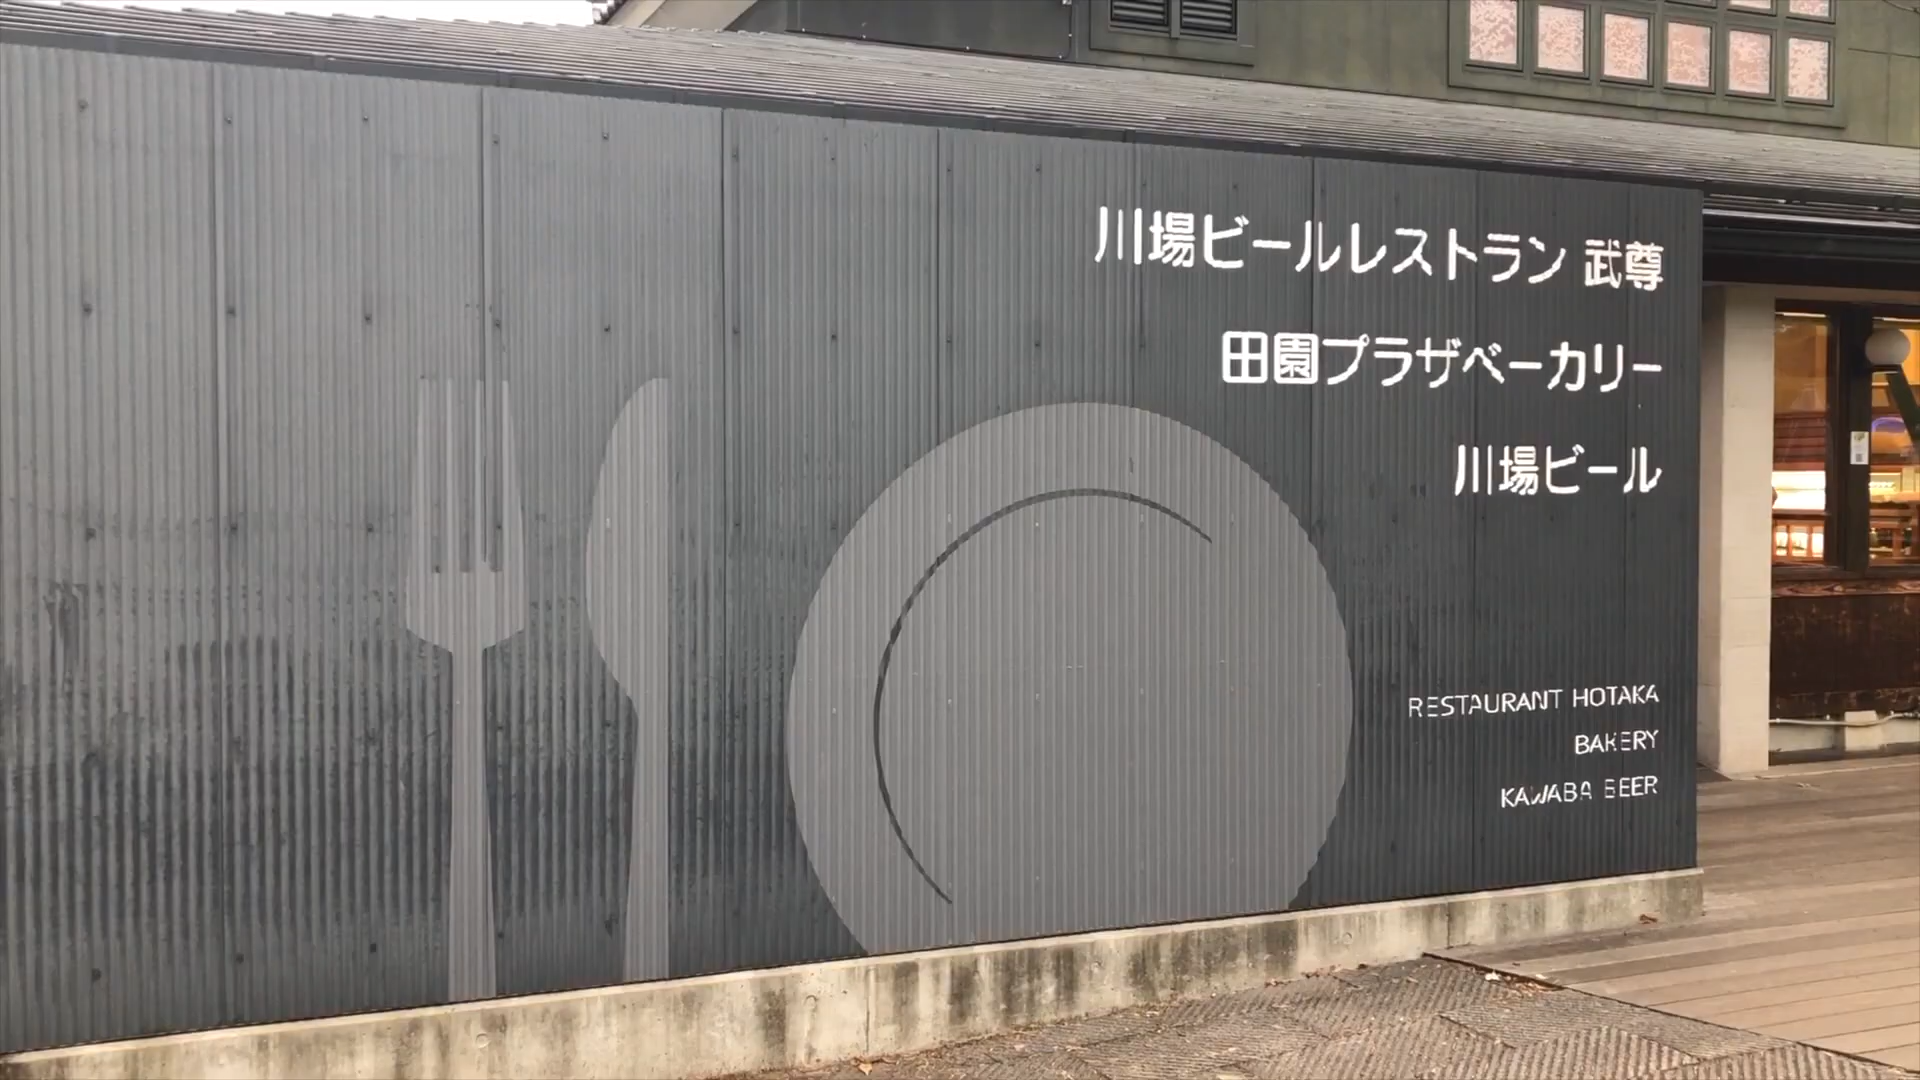 川場ビールレストラン 武尊
田園プラザベーカリー
川場ビール
RESTAURANT HOTAKA
BAKERY
KAWABA BEER